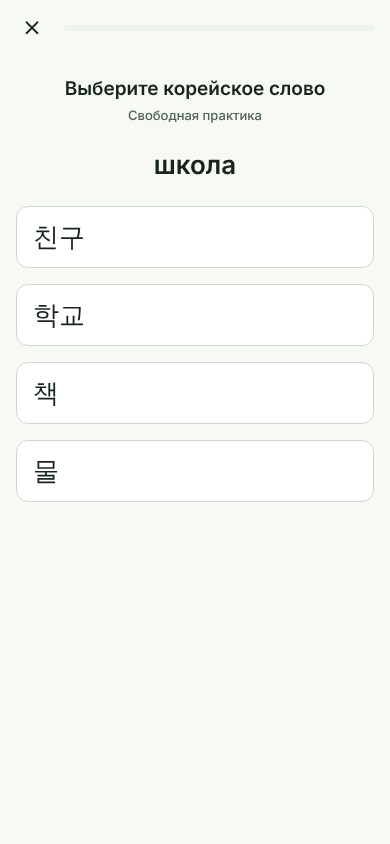 Выберите корейское слово
Свободная практика
школа
친구
학교
책
물